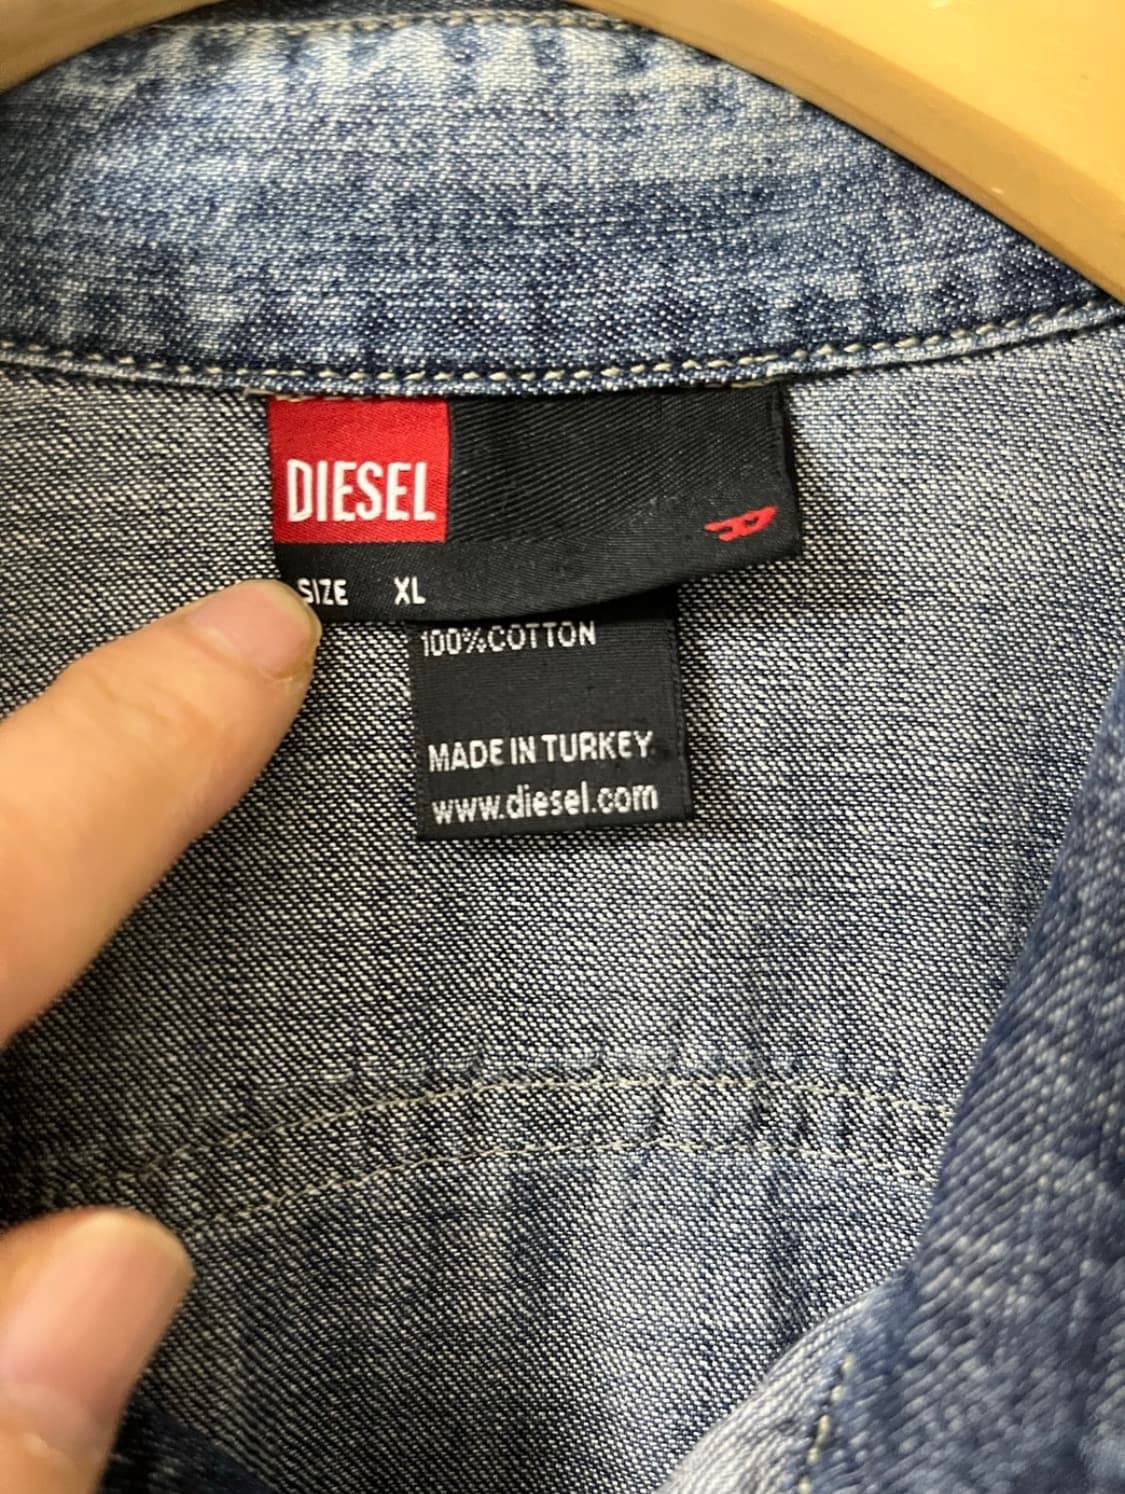 DIESEL
SIZE XL
100%COTTON
MADE IN TURKEY
www.diesel.com